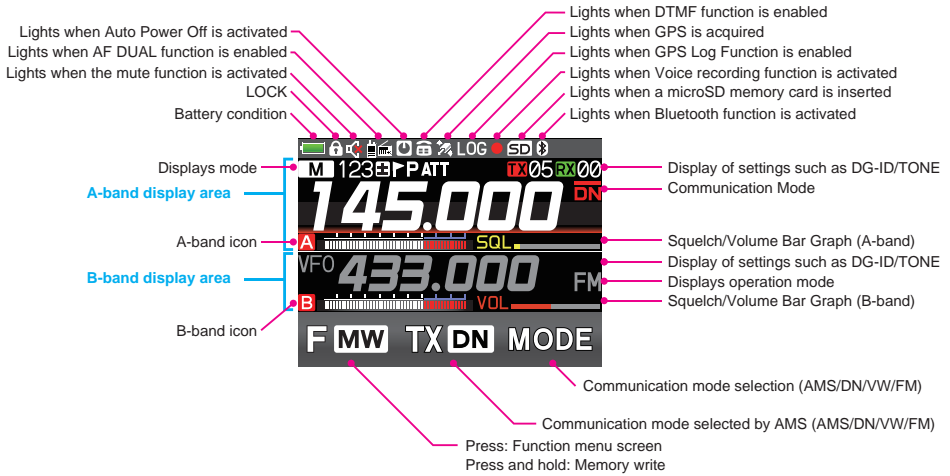 Lights when DTMF function is enabled
Lights when Auto Power Off is activated
Lights when GPS is acquired
Lights when AF DUAL function is enabled
Lights when GPS Log Function is enabled
Lights when the mute function is activated
Lights when Voice recording function is activated
LOCK
Lights when a microSD memory card is inserted
Battery condition
Lights when Bluetooth function is activated
LOG SD
Displays mode
M 123 P ATT TX 05 RX 00
Display of settings such as DG-ID/TONE
A-band display area
145.000 DN
Communication Mode
A-band icon
A SQL
Squelch/Volume Bar Graph (A-band)
Display of settings such as DG-ID/TONE
B-band display area
VFO 433.000 FM
Displays operation mode
B VOL
Squelch/Volume Bar Graph (B-band)
B-band icon
F MW TX DN MODE
Communication mode selection (AMS/DN/VW/FM)
Communication mode selected by AMS (AMS/DN/VW/FM)
Press: Function menu screen
Press and hold: Memory write